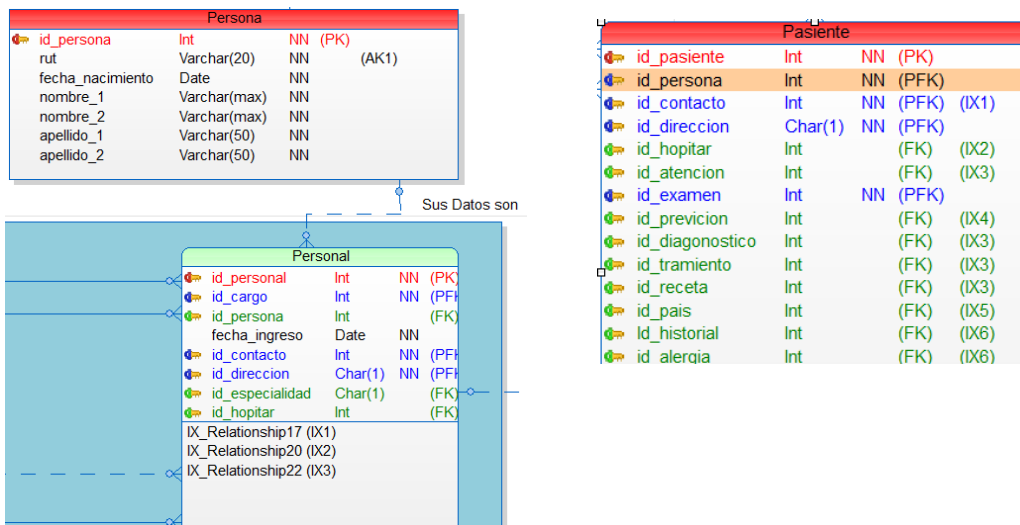 Persona
id_persona Int NN (PK)
rut Varchar(20) NN (AK1)
fecha_nacimiento Date NN
nombre_1 Varchar(max) NN
nombre_2 Varchar(max) NN
apellido_1 Varchar(50) NN
apellido_2 Varchar(50) NN
Sus Datos son
Personal
id_personal Int NN (PK)
id_cargo Int NN (PFK
id_persona Int (FK)
fecha_ingreso Date NN
id_contacto Int NN (PFK
id_direccion Char(1) NN (PFK
id_especialidad Char(1) (FK)
id_hopitar Int (FK)
IX_Relationship17 (IX1)
IX_Relationship20 (IX2)
IX_Relationship22 (IX3)
Pasiente
id_pasiente Int NN (PK)
id_persona Int NN (PFK)
id_contacto Int NN (PFK) (IX1)
id_direccion Char(1) NN (PFK)
id_hopitar Int (FK) (IX2)
id_atencion Int (FK) (IX3)
id_examen Int NN (PFK)
id_previcion Int (FK) (IX4)
id_diagonostico Int (FK) (IX3)
id_tramiento Int (FK) (IX3)
id_receta Int (FK) (IX3)
id_pais Int (FK) (IX5)
Id_historial Int (FK) (IX6)
id_alergia Int (FK) (IX6)